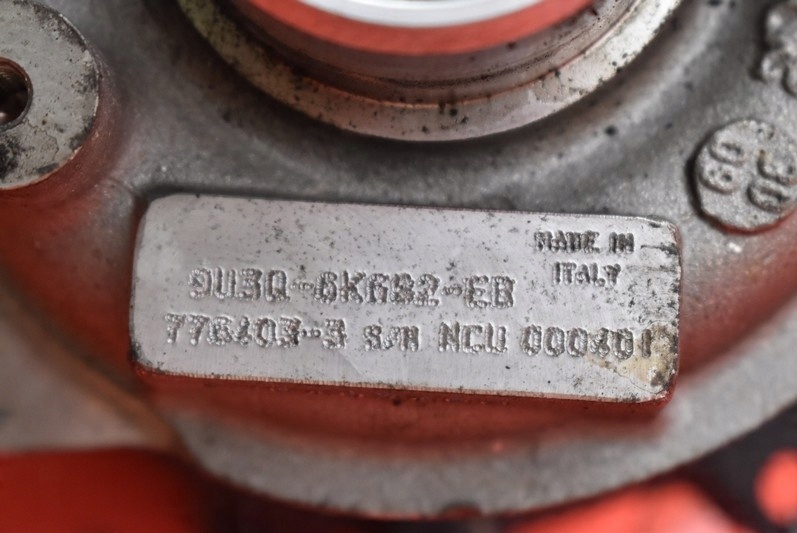 MADE IN
ITALY
9U3Q-6K682-EB
776403-3 S/N NCU 000401